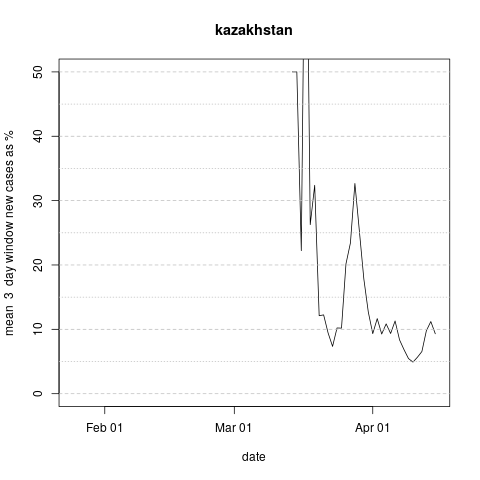 kazakhstan
mean 3 day window new cases as %
50
40
30
20
10
0
Feb 01
Mar 01
Apr 01
date